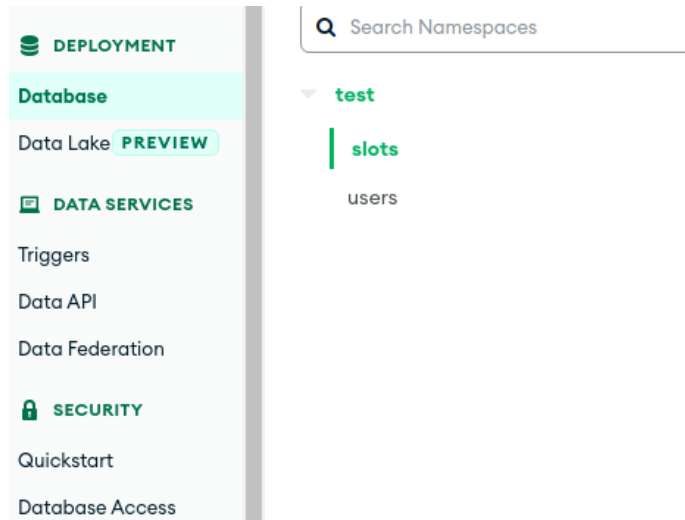 DEPLOYMENT
Database
Data Lake PREVIEW
DATA SERVICES
Triggers
Data API
Data Federation
SECURITY
Quickstart
Database Access
Search Namespaces
test
slots
users